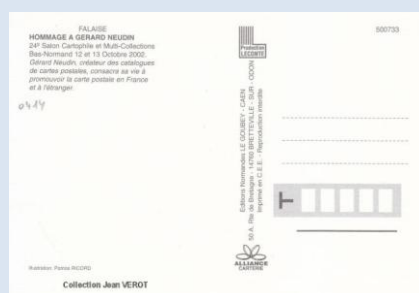 FALAISE
HOMMAGE A GERARD NEUDIN
24e Salon Cartophile et Multi-Collections
Bas-Normand 12 et 13 Octobre 2002.
Gérard Neudin, créateur des catalogues
de cartes postales, consacre sa vie à
promouvoir la carte postale en France
et à l'étranger.
0414
Illustration: RICORD
Collection Jean VEROT
Production
LECONTE
Editions Normandes LE GOUBEY - CAEN
50 A, Rte de Bretagne - 14760 BRETTEVILLE - SUR - ODON
Imprimé en C.E.E. - Reproduction interdite
ALLIANCE
CARTERIE
500733